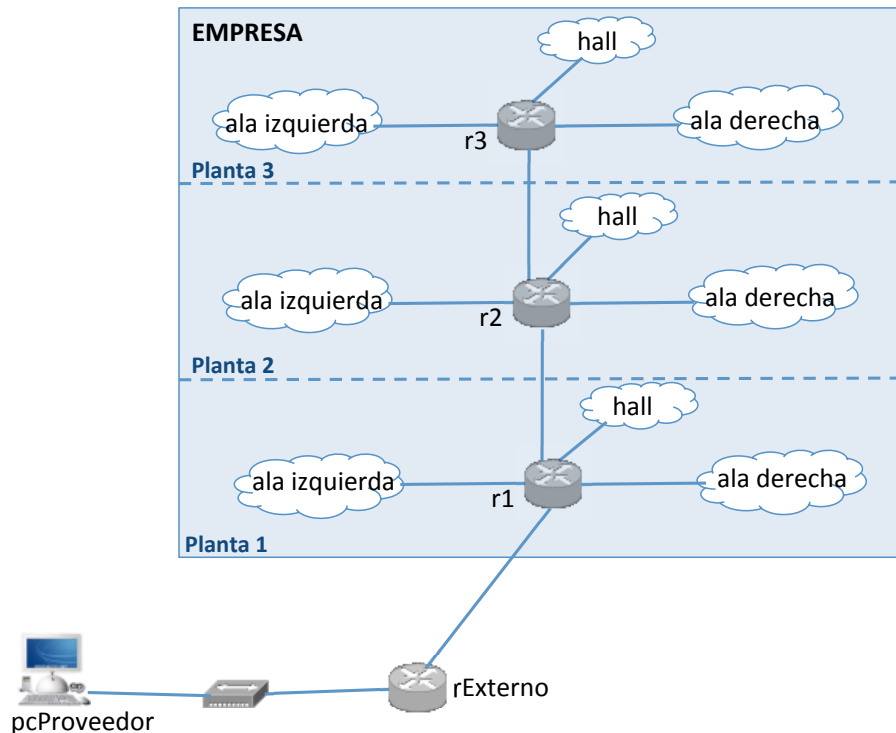 EMPRESA
hall
ala izquierda
ala derecha
r3
Planta 3
hall
ala izquierda
ala derecha
r2
Planta 2
hall
ala izquierda
ala derecha
r1
Planta 1
rExterno
pcProveedor